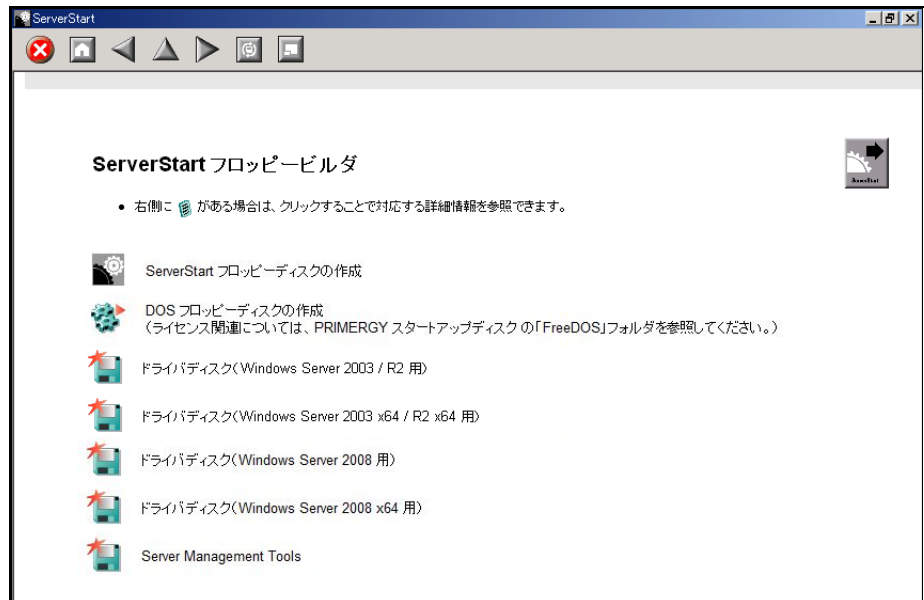 ServerStart
ServerStart フロッピービルダ
ServerStart
● 右側に がある場合は、クリックすることで対応する詳細情報を参照できます。
ServerStart フロッピーディスクの作成
DOS フロッピーディスクの作成
(ライセンス関連については、PRIMERGY スタートアップディスク の「FreeDOS」フォルダを参照してください。)
ドライバディスク(Windows Server 2003 / R2 用)
ドライバディスク(Windows Server 2003 x64 / R2 x64 用)
ドライバディスク(Windows Server 2008 用)
ドライバディスク(Windows Server 2008 x64 用)
Server Management Tools